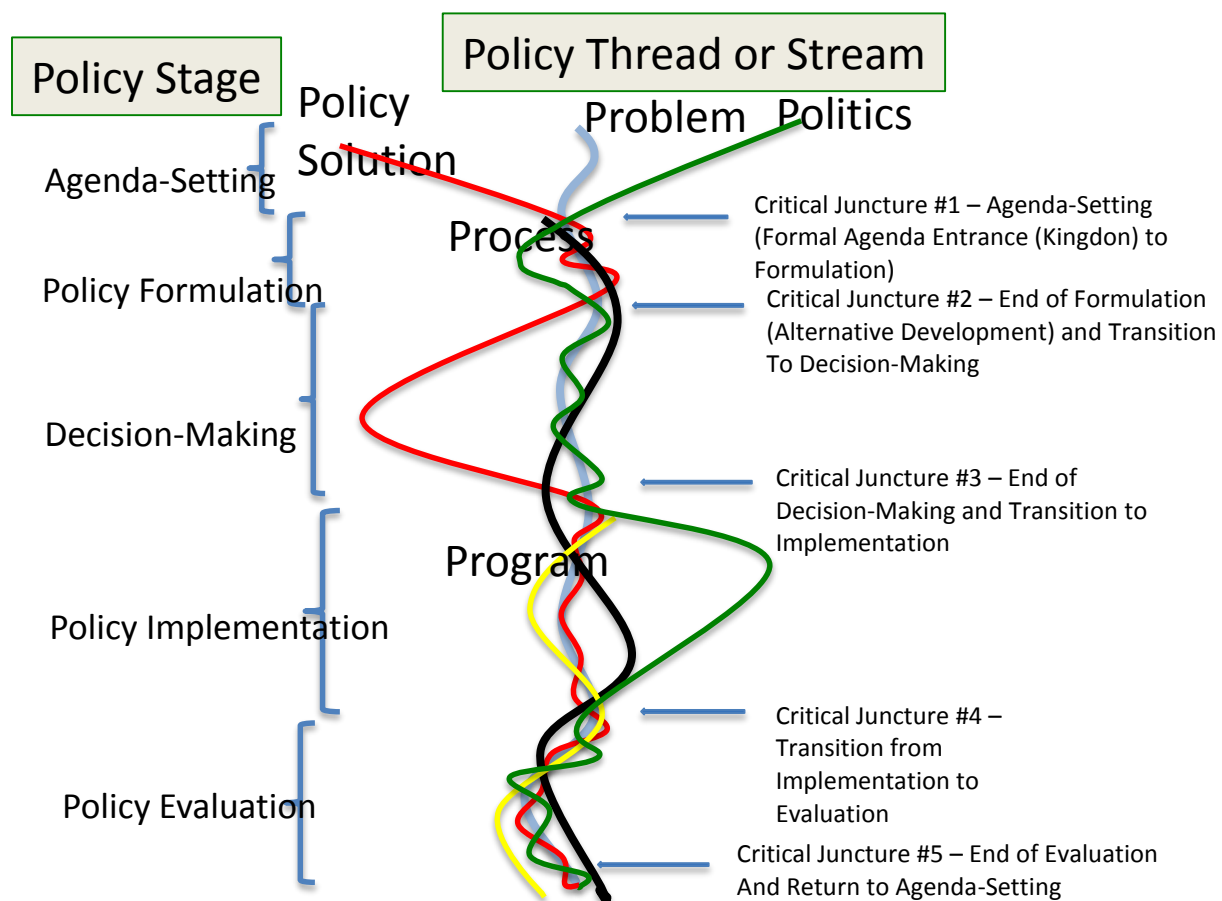 Policy Stage
Policy Thread or Stream
Policy
Solution
Problem
Politics
Agenda-Setting
Process
Critical Juncture #1 – Agenda-Setting
(Formal Agenda Entrance (Kingdon) to
Formulation)
Policy Formulation
Critical Juncture #2 – End of Formulation
(Alternative Development) and Transition
To Decision-Making
Decision-Making
Critical Juncture #3 – End of
Decision-Making and Transition to
Implementation
Program
Policy Implementation
Critical Juncture #4 –
Transition from
Implementation to
Evaluation
Policy Evaluation
Critical Juncture #5 – End of Evaluation
And Return to Agenda-Setting